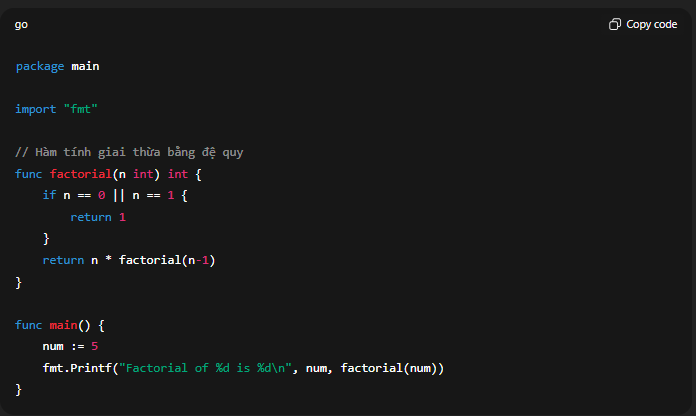 go
Copy code
package main
import "fmt"
// Hàm tính giai thừa bằng đệ quy
func factorial(n int) int {
    if n == 0 || n == 1 {
        return 1
    }
    return n * factorial(n-1)
}
func main() {
    num := 5
    fmt.Printf("Factorial of %d is %d\n", num, factorial(num))
}